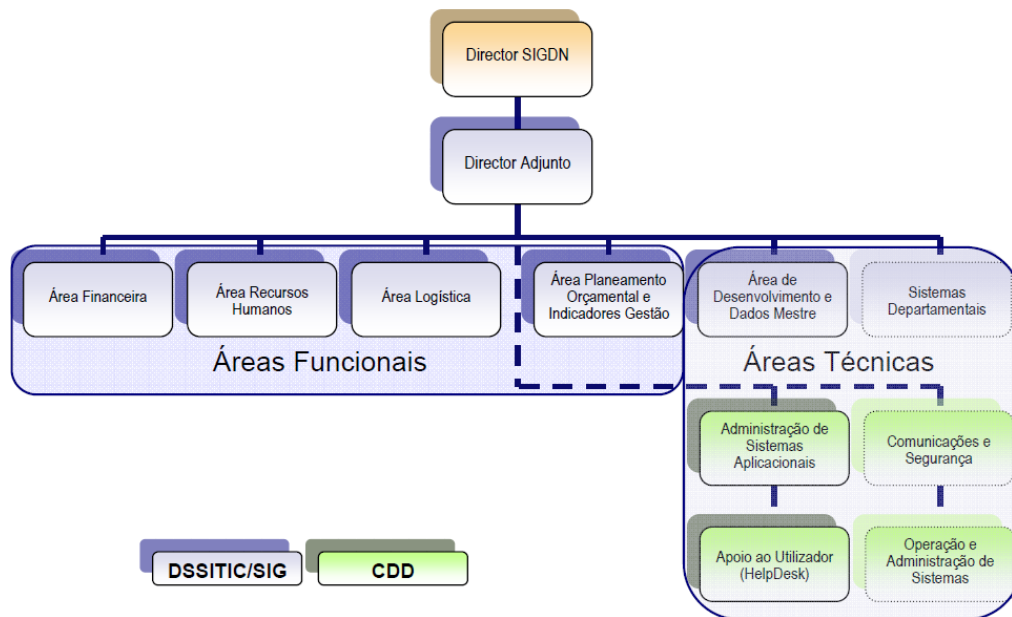 Director SIGDN
Director Adjunto
Área Financeira
Área Recursos
Humanos
Área Logística
Área Planeamento
Orçamental e
Indicadores Gestão
Área de
Desenvolvimento e
Dados Mestre
Sistemas
Departamentais
Áreas Funcionais
Áreas Técnicas
Administração de
Sistemas
Aplicacionais
Comunicações e
Segurança
Apoio ao Utilizador
(HelpDesk)
Operação e
Administração de
Sistemas
DSSITIC/SIG
CDD